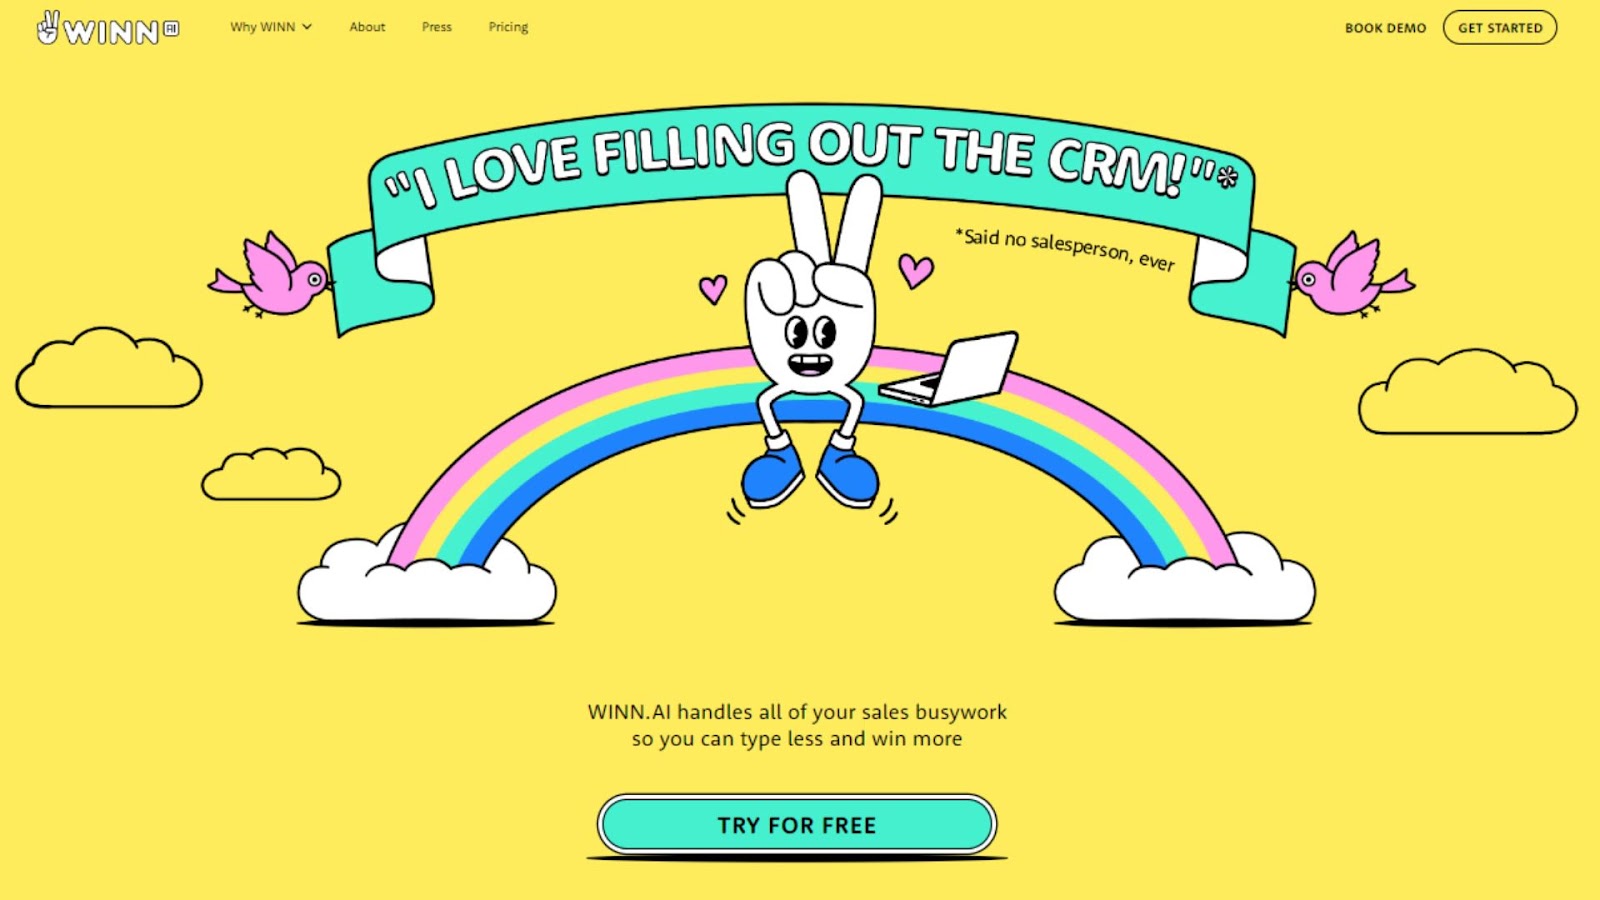 WINN AI
Why WINN
About
Press
Pricing
BOOK DEMO
GET STARTED
"I LOVE FILLING OUT THE CRM!"*
*Said no salesperson, ever
WINN.AI handles all of your sales busywork
so you can type less and win more
TRY FOR FREE